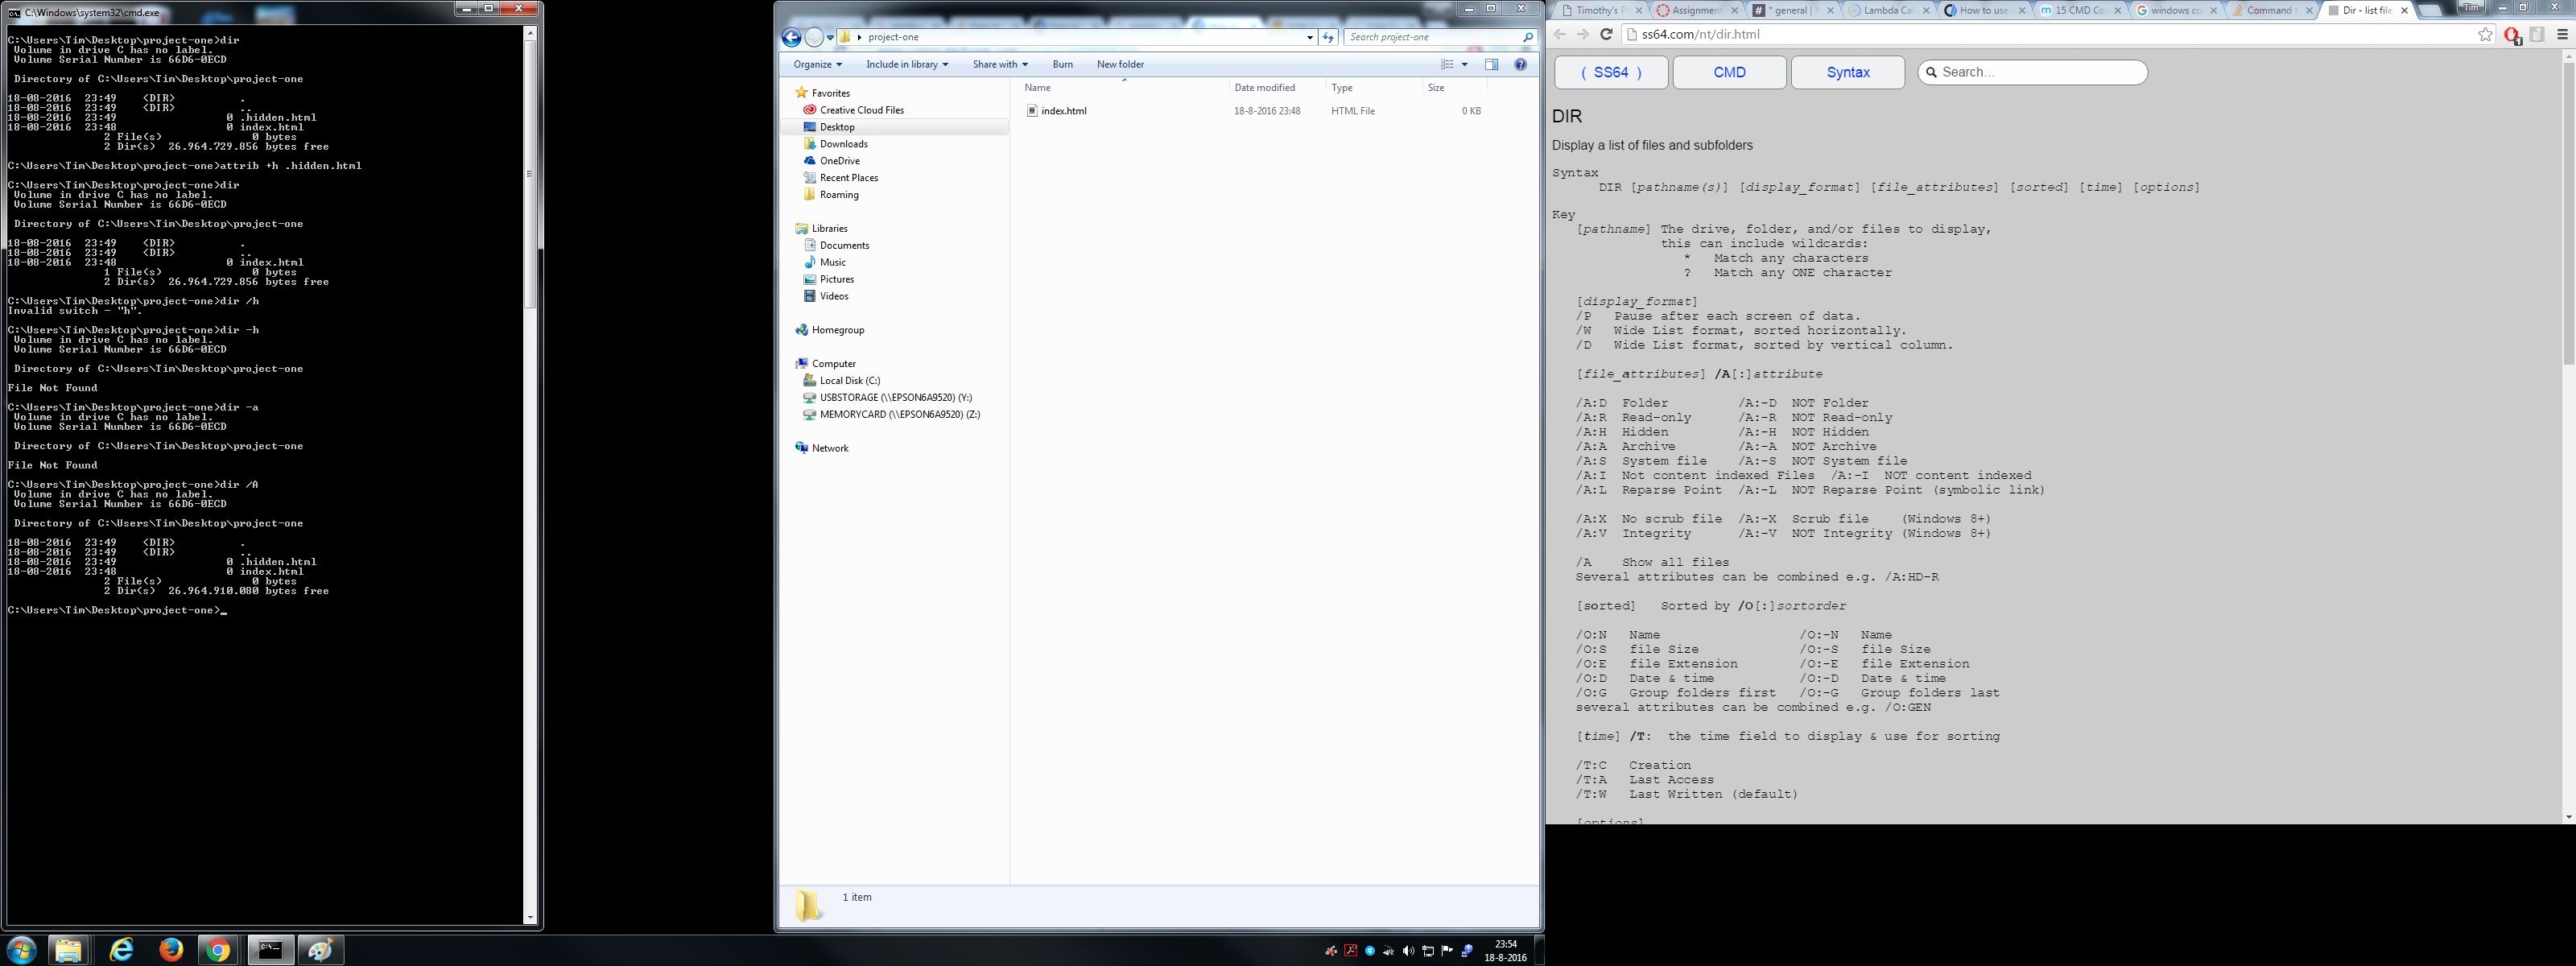 C:\Windows\system32\cmd.exe
C:\Users\Tim\Desktop\project-one>dir
Volume in drive C has no label.
Volume Serial Number is 66D6-0ECD
Directory of C:\Users\Tim\Desktop\project-one
18-08-2016 23:49 <DIR> .
18-08-2016 23:49 <DIR> ..
18-08-2016 23:49 0 .hidden.html
18-08-2016 23:48 0 index.html
2 File(s) 0 bytes
2 Dir(s) 26.964.729.856 bytes free
C:\Users\Tim\Desktop\project-one>attrib +h .hidden.html
C:\Users\Tim\Desktop\project-one>dir
Volume in drive C has no label.
Volume Serial Number is 66D6-0ECD
Directory of C:\Users\Tim\Desktop\project-one
18-08-2016 23:49 <DIR> .
18-08-2016 23:49 <DIR> ..
18-08-2016 23:48 0 index.html
1 File(s) 0 bytes
2 Dir(s) 26.964.729.856 bytes free
C:\Users\Tim\Desktop\project-one>dir /h
Invalid switch - "h".
C:\Users\Tim\Desktop\project-one>dir -h
Volume in drive C has no label.
Volume Serial Number is 66D6-0ECD
Directory of C:\Users\Tim\Desktop\project-one
File Not Found
C:\Users\Tim\Desktop\project-one>dir -a
Volume in drive C has no label.
Volume Serial Number is 66D6-0ECD
Directory of C:\Users\Tim\Desktop\project-one
File Not Found
C:\Users\Tim\Desktop\project-one>dir /A
Volume in drive C has no label.
Volume Serial Number is 66D6-0ECD
Directory of C:\Users\Tim\Desktop\project-one
18-08-2016 23:49 <DIR> .
18-08-2016 23:49 <DIR> ..
18-08-2016 23:49 0 .hidden.html
18-08-2016 23:48 0 index.html
2 File(s) 0 bytes
2 Dir(s) 26.964.910.080 bytes free
C:\Users\Tim\Desktop\project-one>_
project-one
Search project-one
Organize Include in library Share with Burn New folder
Name Date modified Type Size
index.html 18-8-2016 23:48 HTML File 0 KB
Favorites
Creative Cloud Files
Desktop
Downloads
OneDrive
Recent Places
Roaming
Libraries
Documents
Music
Pictures
Videos
Homegroup
Computer
Local Disk (C:)
USBSTORAGE (\\EPSON6A9520) (Y:)
MEMORYCARD (\\EPSON6A9520) (Z:)
Network
1 item
23:54
18-8-2016
Timothy's P Assignment * general | Lambda Cal How to use 15 CMD Co windows co Command Dir - list file Tim
ss64.com/nt/dir.html
( SS64 ) CMD Syntax Search...
DIR
Display a list of files and subfolders
Syntax
DIR [pathname(s)] [display_format] [file_attributes] [sorted] [time] [options]
Key
[pathname] The drive, folder, and/or files to display,
this can include wildcards:
* Match any characters
? Match any ONE character
[display_format]
/P Pause after each screen of data.
/W Wide List format, sorted horizontally.
/D Wide List format, sorted by vertical column.
[file_attributes] /A[:]attribute
/A:D Folder /A:-D NOT Folder
/A:R Read-only /A:-R NOT Read-only
/A:H Hidden /A:-H NOT Hidden
/A:A Archive /A:-A NOT Archive
/A:S System file /A:-S NOT System file
/A:I Not content indexed Files /A:-I NOT content indexed
/A:L Reparse Point /A:-L NOT Reparse Point (symbolic link)
/A:X No scrub file /A:-X Scrub file (Windows 8+)
/A:V Integrity /A:-V NOT Integrity (Windows 8+)
/A Show all files
Several attributes can be combined e.g. /A:HD-R
[sorted] Sorted by /O[:]sortorder
/O:N Name /O:-N Name
/O:S file Size /O:-S file Size
/O:E file Extension /O:-E file Extension
/O:D Date & time /O:-D Date & time
/O:G Group folders first /O:-G Group folders last
several attributes can be combined e.g. /O:GEN
[time] /T: the time field to display & use for sorting
/T:C Creation
/T:A Last Access
/T:W Last Written (default)
[options]